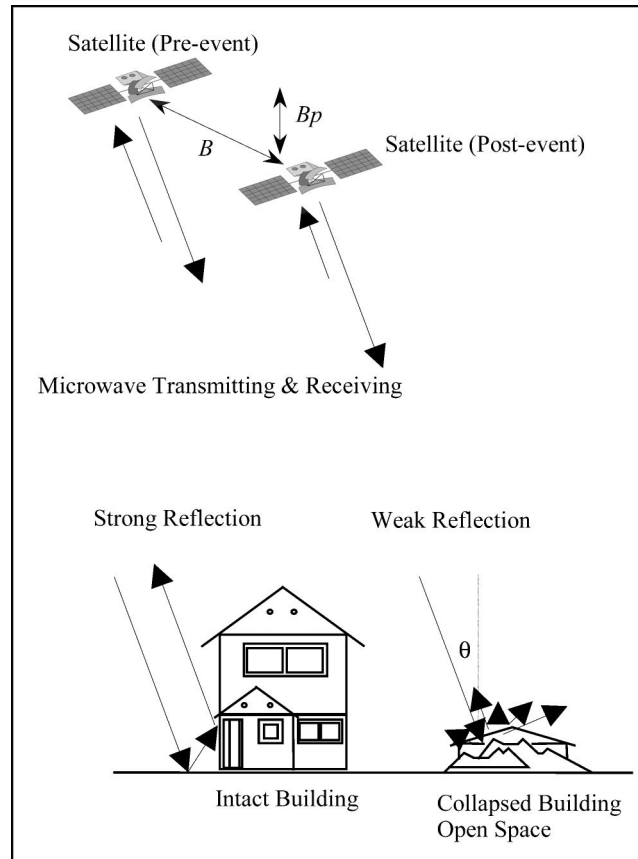 Satellite (Pre-event)
Bp
B
Satellite (Post-event)
Microwave Transmitting & Receiving
Strong Reflection
Weak Reflection
θ
Intact Building
Collapsed Building
Open Space